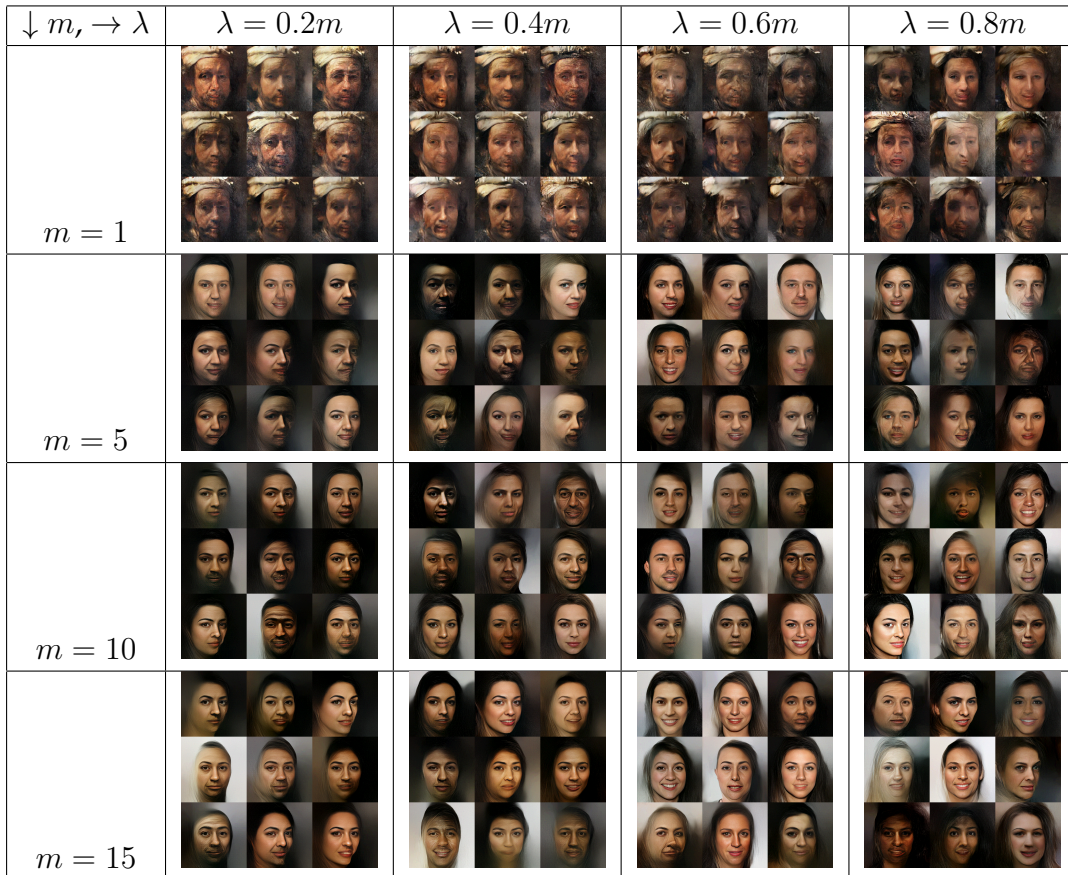 ↓ m, → λ λ = 0.2m λ = 0.4m λ = 0.6m λ = 0.8m
m = 1
m = 5
m = 10
m = 15